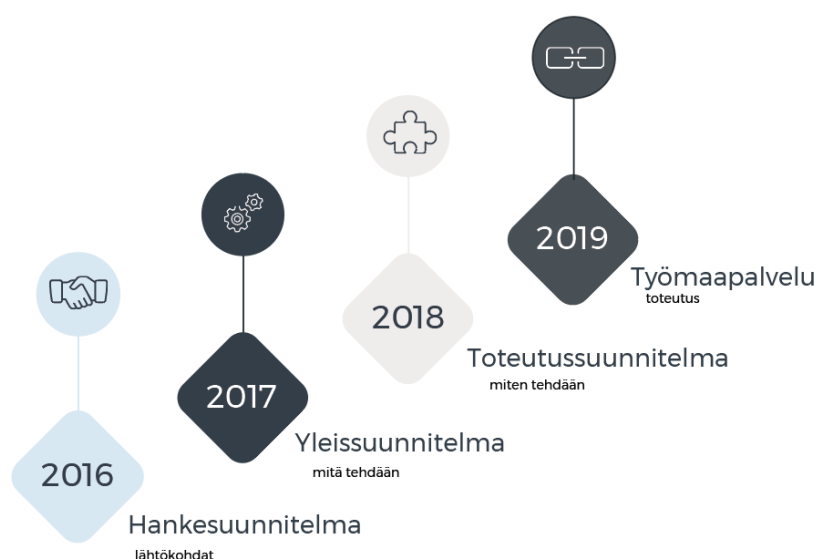 2016
Hankesuunnitelma
lähtökohdat
2017
Yleissuunnitelma
mitä tehdään
2018
Toteutussuunnitelma
miten tehdään
2019
Työmaapalvelu
toteutus